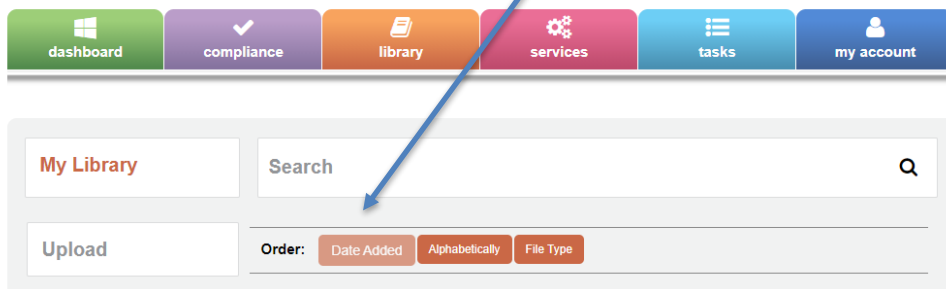 dashboard compliance library services tasks my account
My Library Search
Upload Order: Date Added Alphabetically File Type